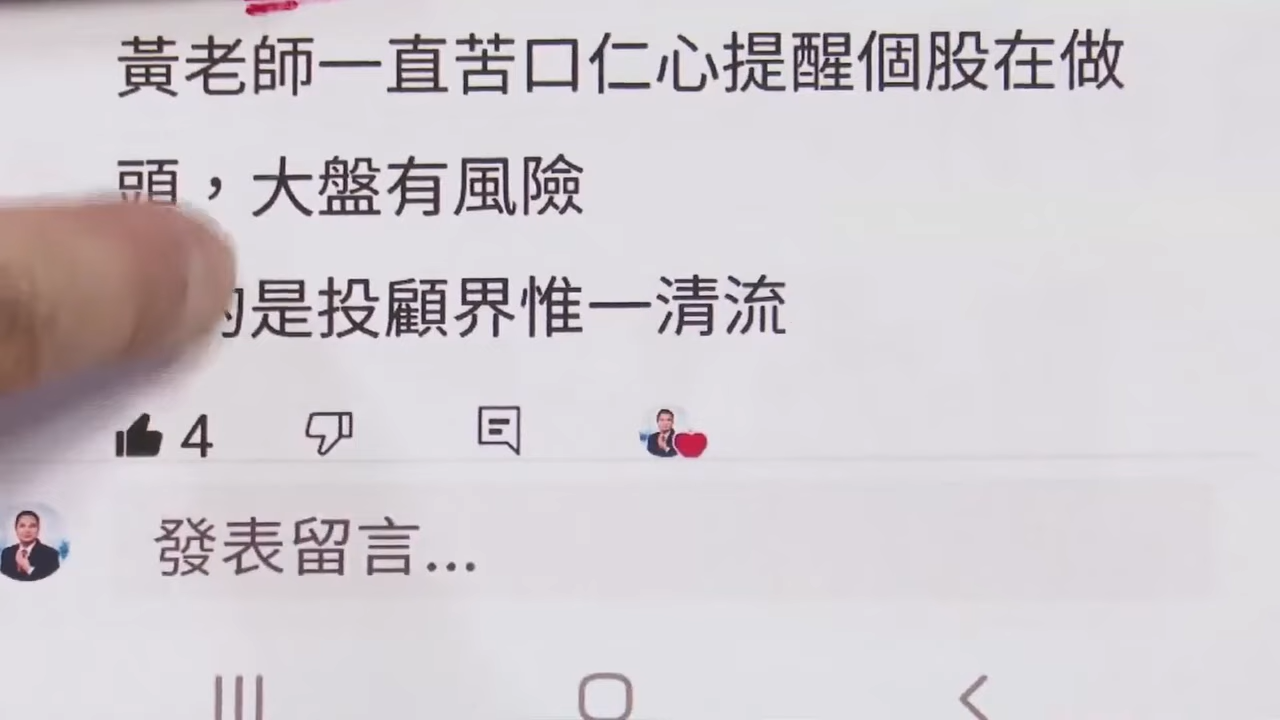 黃老師一直苦口仁心提醒個股在做
頭，大盤有風險
的是投顧界惟一清流
4
發表留言...